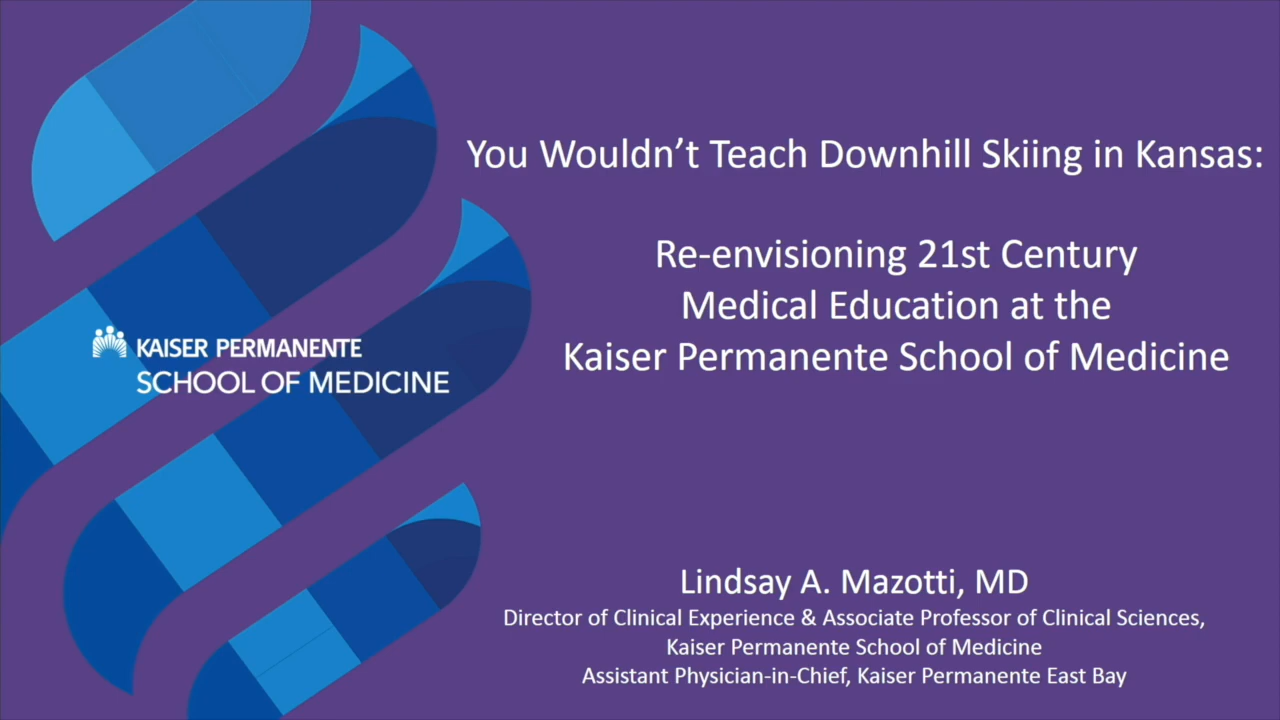 You Wouldn't Teach Downhill Skiing in Kansas:
Re-envisioning 21st Century
Medical Education at the
Kaiser Permanente School of Medicine
KAISER PERMANENTE
SCHOOL OF MEDICINE
Lindsay A. Mazotti, MD
Director of Clinical Experience & Associate Professor of Clinical Sciences,
Kaiser Permanente School of Medicine
Assistant Physician-in-Chief, Kaiser Permanente East Bay